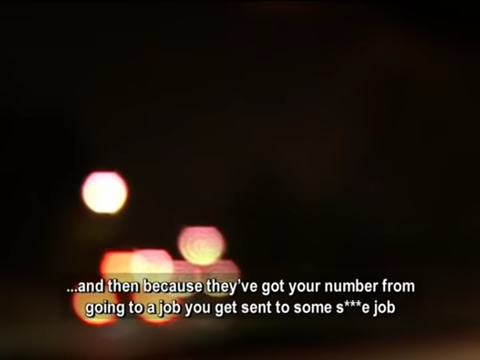 ...and then because they've got your number from
going to a job you get sent to some s***e job